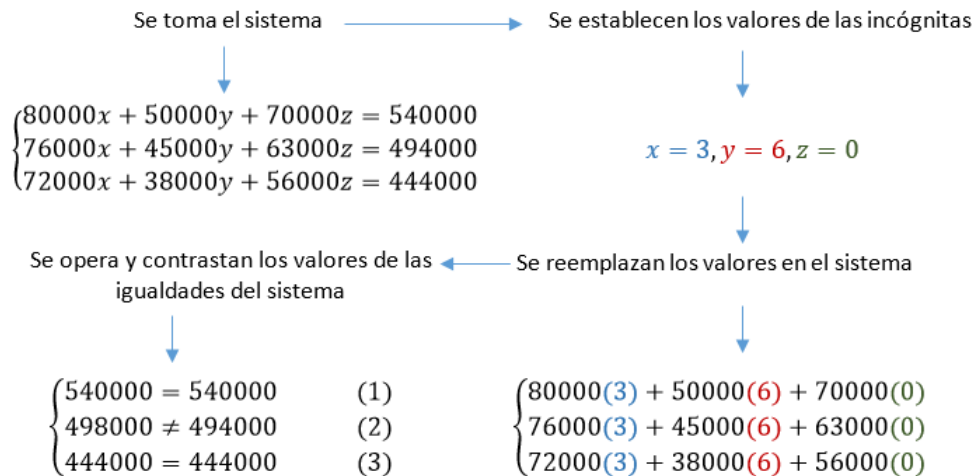 Se toma el sistema
Se establecen los valores de las incógnitas
80000x + 50000y + 70000z = 540000
76000x + 45000y + 63000z = 494000
72000x + 38000y + 56000z = 444000
x = 3, y = 6, z = 0
Se opera y contrastan los valores de las
igualdades del sistema
Se reemplazan los valores en el sistema
540000 = 540000 (1)
498000 ≠ 494000 (2)
444000 = 444000 (3)
80000(3) + 50000(6) + 70000(0)
76000(3) + 45000(6) + 63000(0)
72000(3) + 38000(6) + 56000(0)